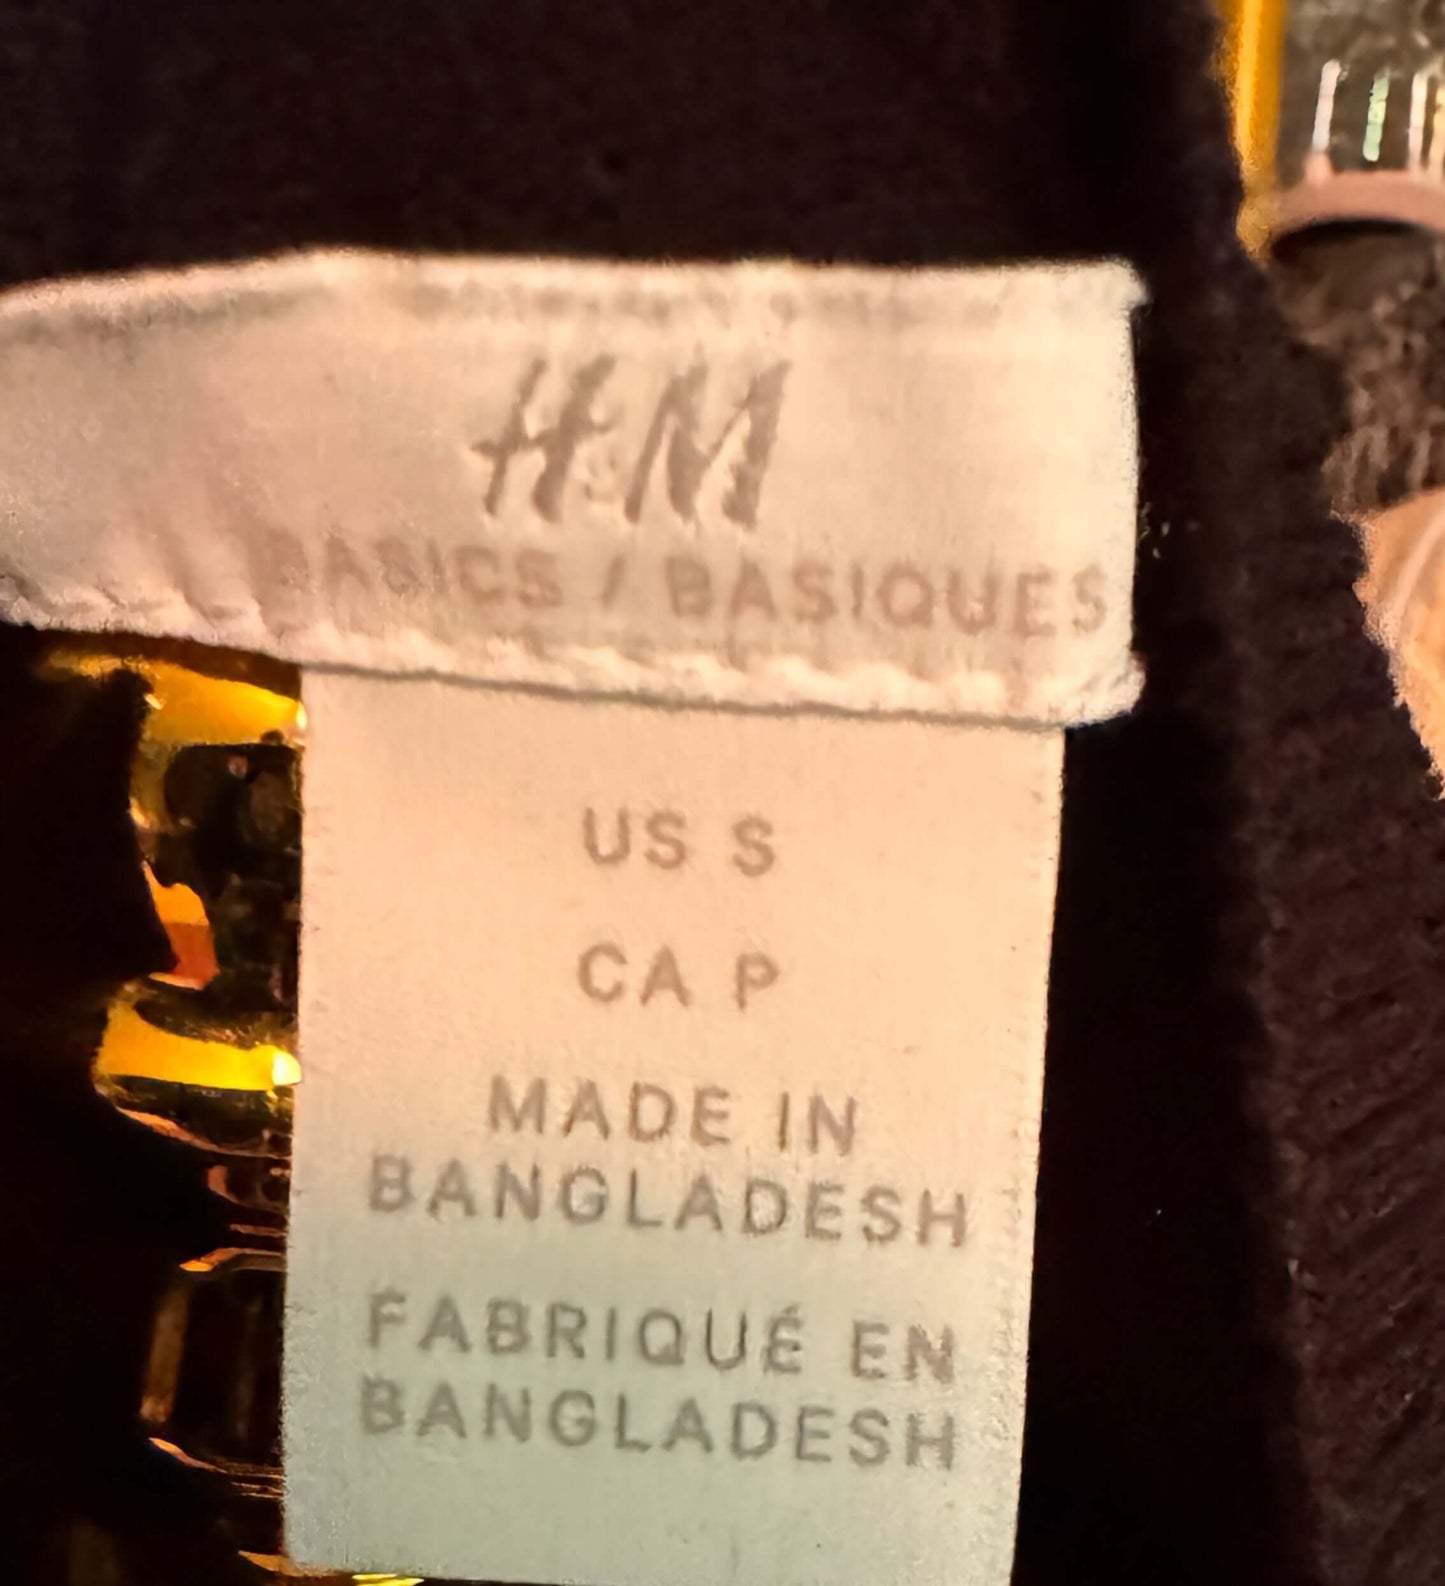 H&M
BASICS / BASIQUES
US S
CA P
MADE IN
BANGLADESH
FABRIQUÉ EN
BANGLADESH